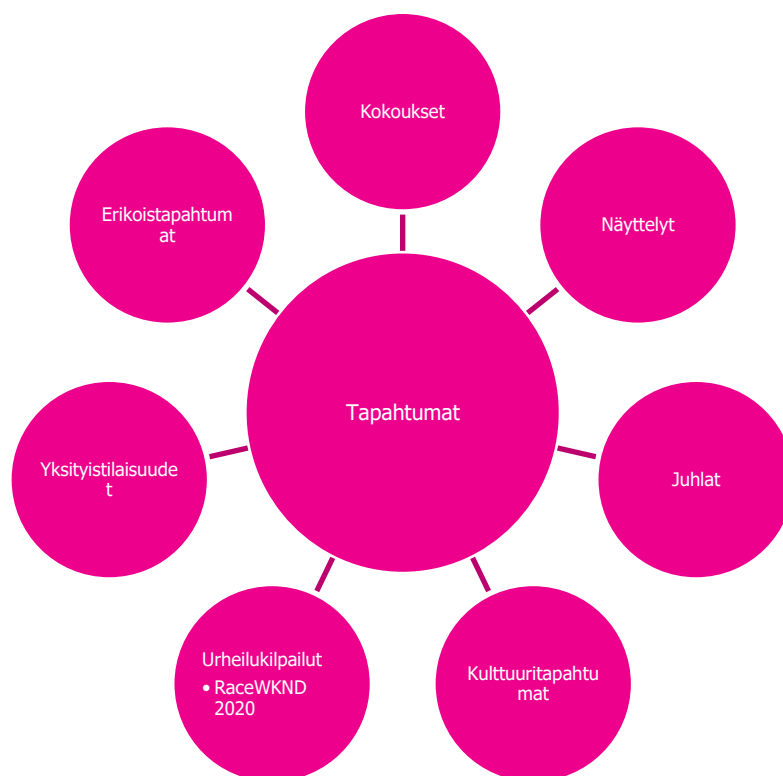 Kokoukset
Erikoistapahtum
at
Näyttelyt
Tapahtumat
Yksityistilaisuude
t
Juhlat
Urheilukilpailut
• RaceWKND
2020
Kulttuuritapahtu
mat